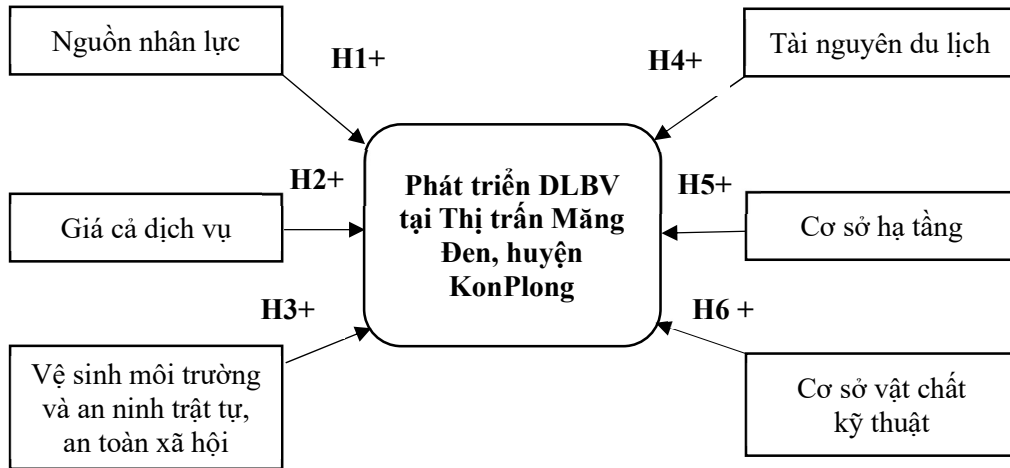 Nguồn nhân lực
H1+
H4+
Tài nguyên du lịch
Giá cả dịch vụ
H2+
Phát triển DLBV
tại Thị trấn Măng
Đen, huyện
KonPlong
H5+
Cơ sở hạ tầng
H3+
H6 +
Vệ sinh môi trường
và an ninh trật tự,
an toàn xã hội
Cơ sở vật chất
kỹ thuật